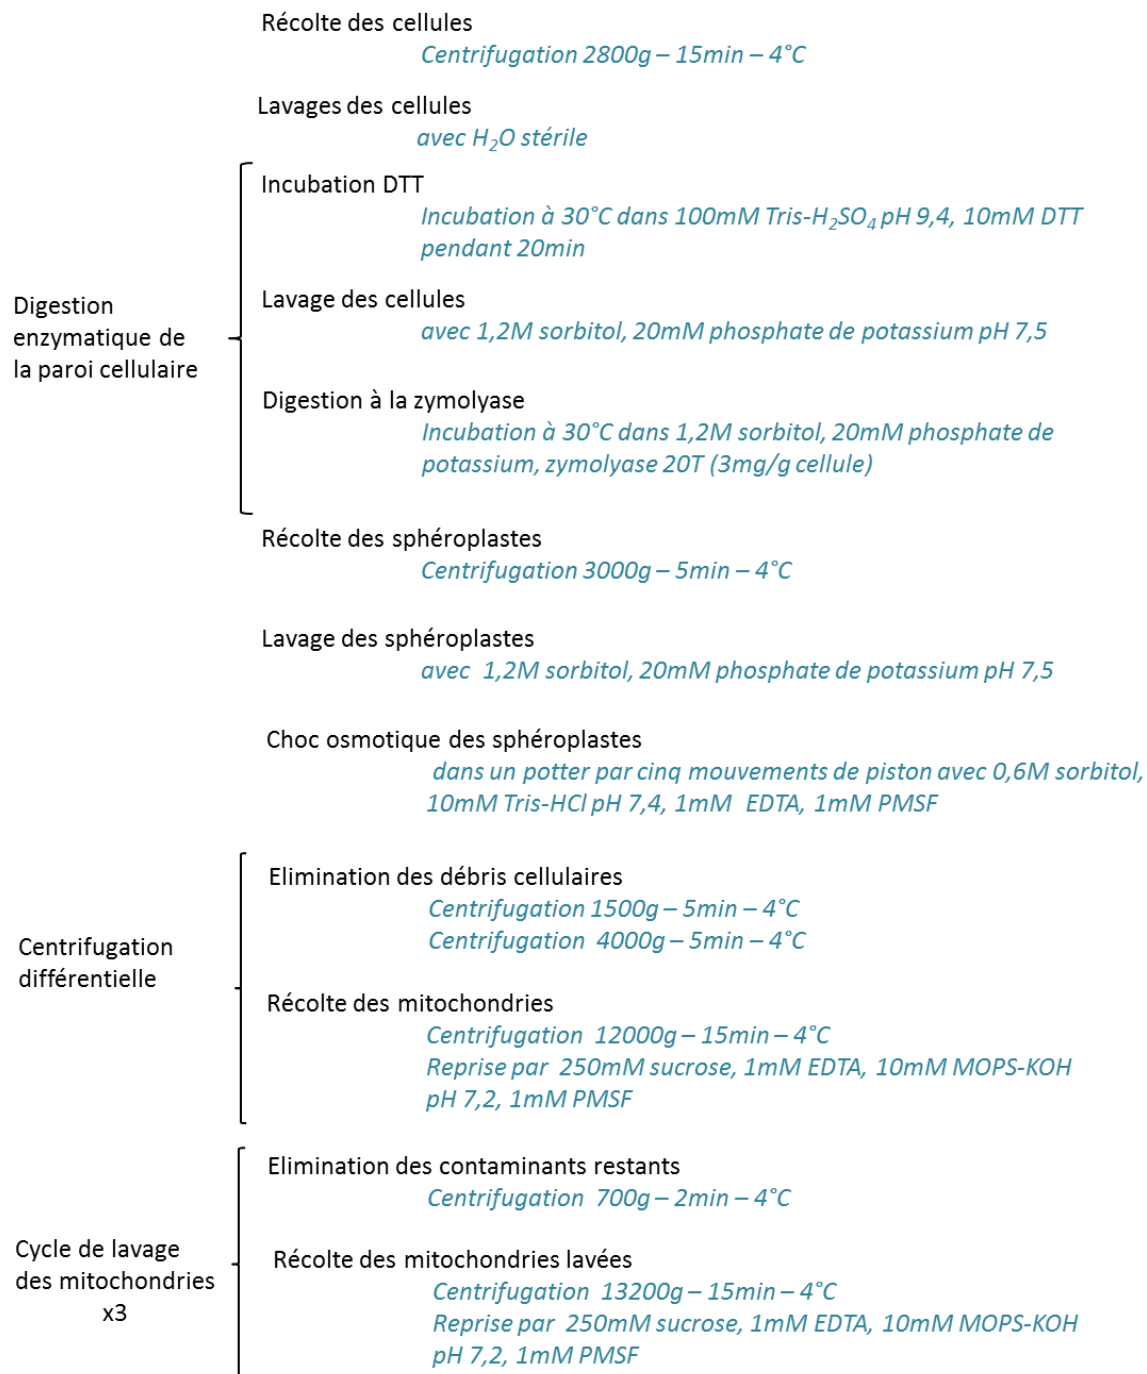 Récolte des cellules
Centrifugation 2800g – 15min – 4°C
Lavages des cellules
avec H₂O stérile
Digestion
enzymatique de
la paroi cellulaire
Incubation DTT
Incubation à 30°C dans 100mM Tris-H₂SO₄ pH 9,4, 10mM DTT
pendant 20min
Lavage des cellules
avec 1,2M sorbitol, 20mM phosphate de potassium pH 7,5
Digestion à la zymolyase
Incubation à 30°C dans 1,2M sorbitol, 20mM phosphate de
potassium, zymolyase 20T (3mg/g cellule)
Récolte des sphéroplastes
Centrifugation 3000g – 5min – 4°C
Lavage des sphéroplastes
avec 1,2M sorbitol, 20mM phosphate de potassium pH 7,5
Choc osmotique des sphéroplastes
dans un potter par cinq mouvements de piston avec 0,6M sorbitol,
10mM Tris-HCl pH 7,4, 1mM EDTA, 1mM PMSF
Centrifugation
différentielle
Elimination des débris cellulaires
Centrifugation 1500g – 5min – 4°C
Centrifugation 4000g – 5min – 4°C
Récolte des mitochondries
Centrifugation 12000g – 15min – 4°C
Reprise par 250mM sucrose, 1mM EDTA, 10mM MOPS-KOH
pH 7,2, 1mM PMSF
Cycle de lavage
des mitochondries
x3
Elimination des contaminants restants
Centrifugation 700g – 2min – 4°C
Récolte des mitochondries lavées
Centrifugation 13200g – 15min – 4°C
Reprise par 250mM sucrose, 1mM EDTA, 10mM MOPS-KOH
pH 7,2, 1mM PMSF